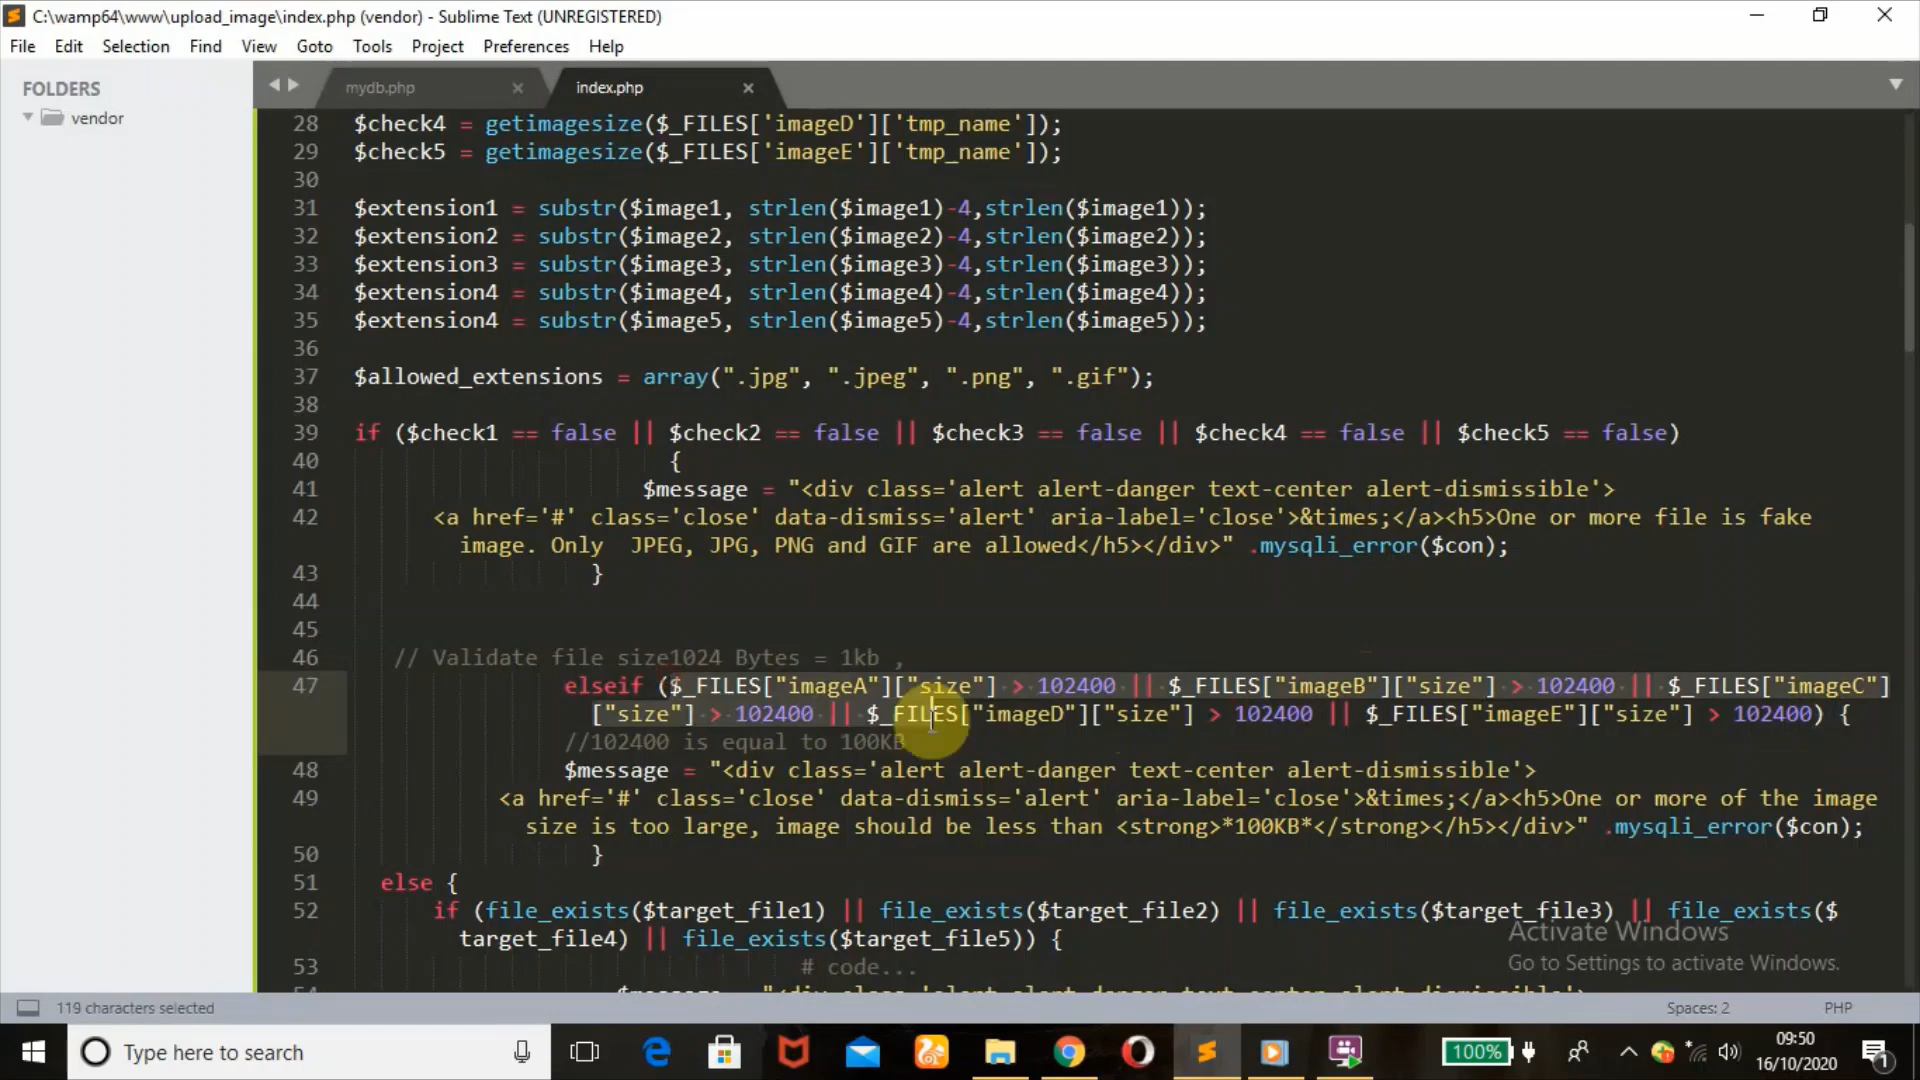 C:\wamp64\www\upload_image\index.php (vendor) - Sublime Text (UNREGISTERED)
File Edit Selection Find View Goto Tools Project Preferences Help
FOLDERS
vendor
mydb.php
index.php
28 $check4 = getimagesize($_FILES['imageD']['tmp_name']);
29 $check5 = getimagesize($_FILES['imageE']['tmp_name']);
30
31 $extension1 = substr($image1, strlen($image1)-4,strlen($image1));
32 $extension2 = substr($image2, strlen($image2)-4,strlen($image2));
33 $extension3 = substr($image3, strlen($image3)-4,strlen($image3));
34 $extension4 = substr($image4, strlen($image4)-4,strlen($image4));
35 $extension4 = substr($image5, strlen($image5)-4,strlen($image5));
36
37 $allowed_extensions = array(".jpg", ".jpeg", ".png", ".gif");
38
39 if ($check1 == false || $check2 == false || $check3 == false || $check4 == false || $check5 == false)
40 {
41 $message = "<div class='alert alert-danger text-center alert-dismissible'>
42 <a href='#' class='close' data-dismiss='alert' aria-label='close'>&times;</a><h5>One or more file is fake
image. Only  JPEG, JPG, PNG and GIF are allowed</h5></div>" .mysqli_error($con);
43 }
44
45
46 // Validate file size1024 Bytes = 1kb ,
47 elseif ($_FILES["imageA"]["size"] > 102400 || $_FILES["imageB"]["size"] > 102400 || $_FILES["imageC"]
["size"] > 102400 || $_FILES["imageD"]["size"] > 102400 || $_FILES["imageE"]["size"] > 102400) {
//102400 is equal to 100KB
48 $message = "<div class='alert alert-danger text-center alert-dismissible'>
49 <a href='#' class='close' data-dismiss='alert' aria-label='close'>&times;</a><h5>One or more of the image
size is too large, image should be less than <strong>*100KB*</strong></h5></div>" .mysqli_error($con);
50 }
51 else {
52 if (file_exists($target_file1) || file_exists($target_file2) || file_exists($target_file3) || file_exists($
target_file4) || file_exists($target_file5)) {
53 # code...
Activate Windows
Go to Settings to activate Windows.
119 characters selected
Spaces: 2
PHP
Type here to search
100%
09:50
16/10/2020
1